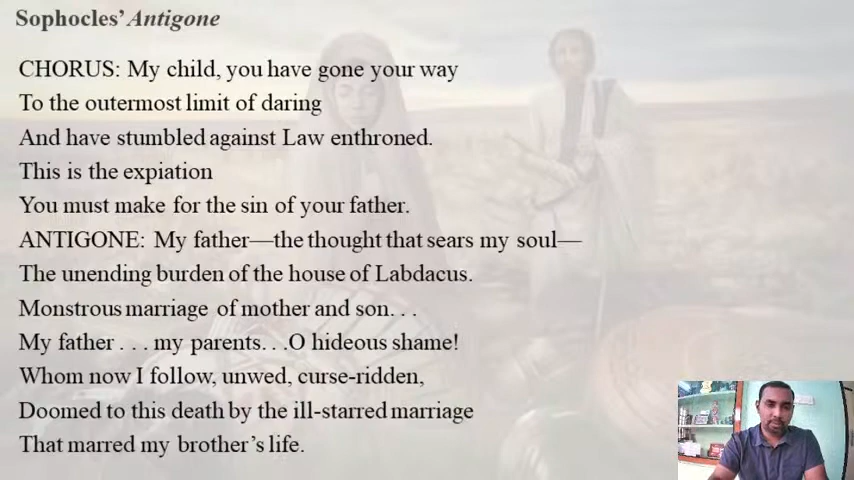 Sophocles’ Antigone
CHORUS: My child, you have gone your way
To the outermost limit of daring
And have stumbled against Law enthroned.
This is the expiation
You must make for the sin of your father.
ANTIGONE: My father—the thought that sears my soul—
The unending burden of the house of Labdacus.
Monstrous marriage of mother and son. . .
My father . . . my parents. . .O hideous shame!
Whom now I follow, unwed, curse-ridden,
Doomed to this death by the ill-starred marriage
That marred my brother’s life.